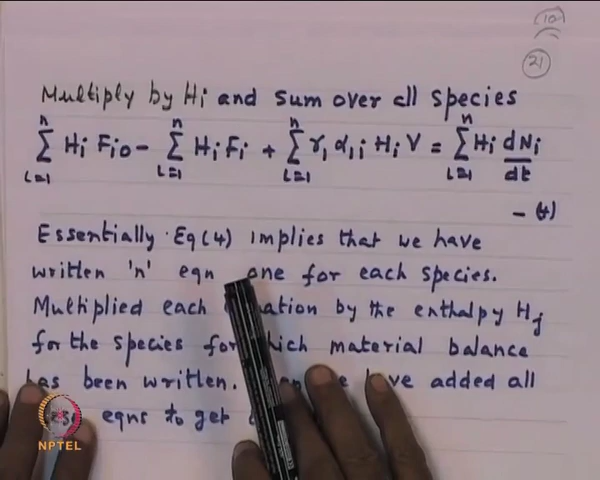 10
21
Multiply by Hi and Sum over all species
n n n n
∑ Hi Fio - ∑ Hi Fi + ∑ r1 α1i Hi V = ∑ Hi dNi/dt
i=1 i=1 i=1 i=1
- (4)
Essentially Eq (4) implies that we have
written 'n' eqn one for each species.
Multiplied each by the enthalpy Hj
for the species for material balance
has been written. added all
eqns to get
NPTEL